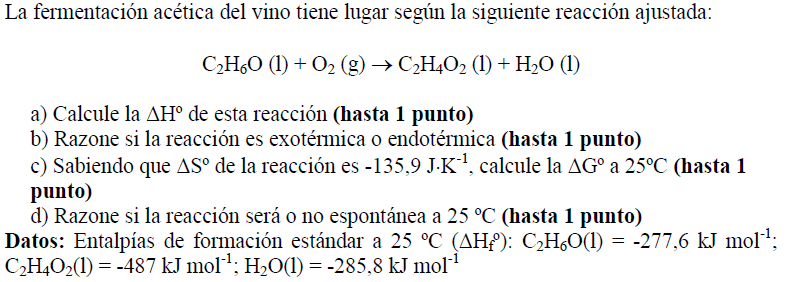 La fermentación acética del vino tiene lugar según la siguiente reacción ajustada:
C₂H₆O (l) + O₂ (g) → C₂H₄O₂ (l) + H₂O (l)
a) Calcule la ΔHº de esta reacción (hasta 1 punto)
b) Razone si la reacción es exotérmica o endotérmica (hasta 1 punto)
c) Sabiendo que ΔSº de la reacción es -135,9 J·K⁻¹, calcule la ΔGº a 25ºC (hasta 1
punto)
d) Razone si la reacción será o no espontánea a 25 ºC (hasta 1 punto)
Datos: Entalpías de formación estándar a 25 ºC (ΔHfº): C₂H₆O(l) = -277,6 kJ mol⁻¹;
C₂H₄O₂(l) = -487 kJ mol⁻¹; H₂O(l) = -285,8 kJ mol⁻¹